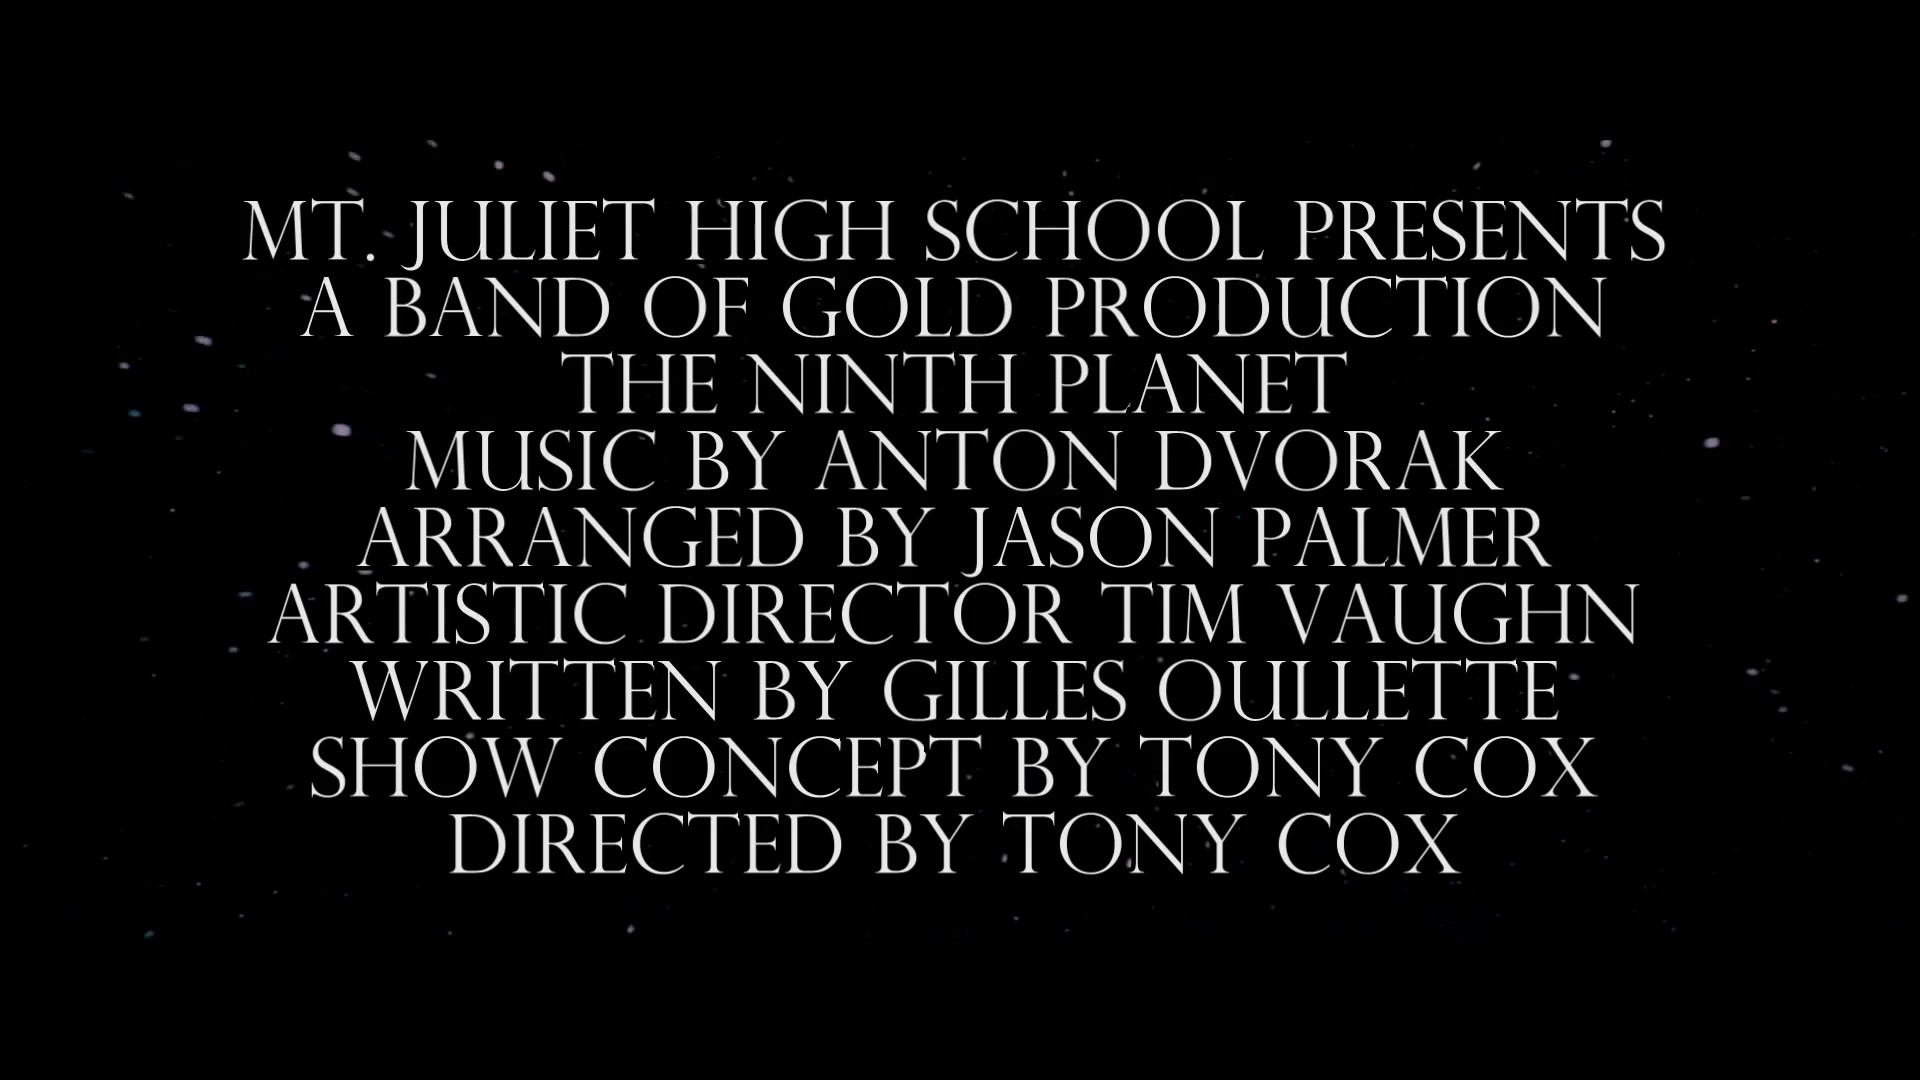 MT. JULIET HIGH SCHOOL PRESENTS
A BAND OF GOLD PRODUCTION
THE NINTH PLANET
MUSIC BY ANTON DVORAK
ARRANGED BY JASON PALMER
ARTISTIC DIRECTOR TIM VAUGHN
WRITTEN BY GILLES OULLETTE
SHOW CONCEPT BY TONY COX
DIRECTED BY TONY COX